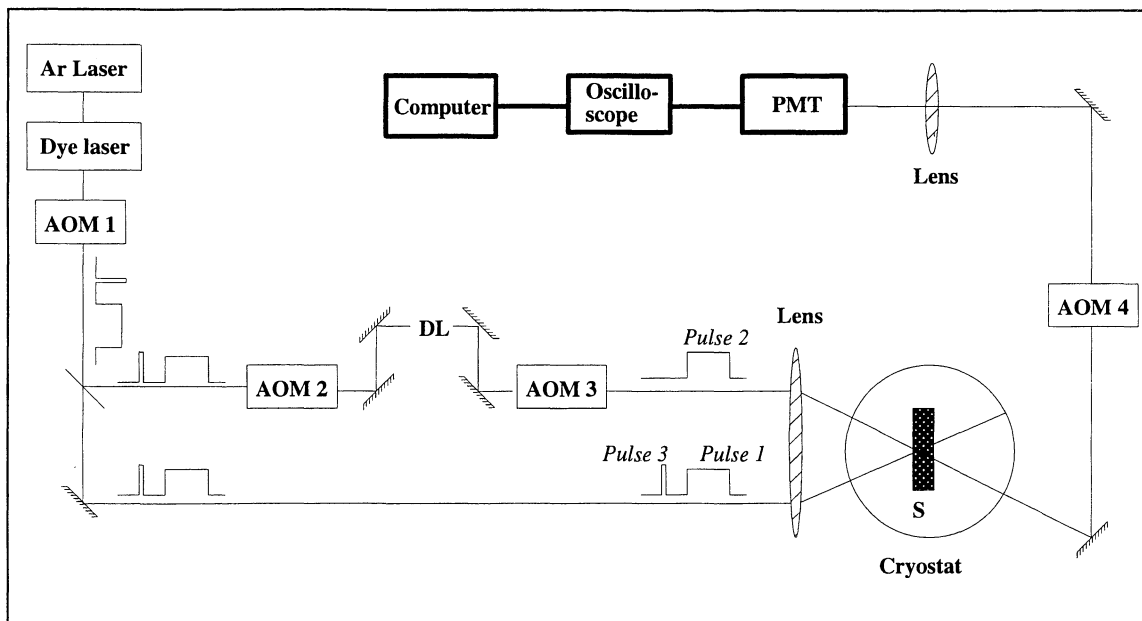 Ar Laser
Dye laser
AOM 1
Computer
Oscillo-
scope
PMT
Lens
AOM 4
DL
Lens
Pulse 2
AOM 2
AOM 3
Pulse 3
Pulse 1
S
Cryostat